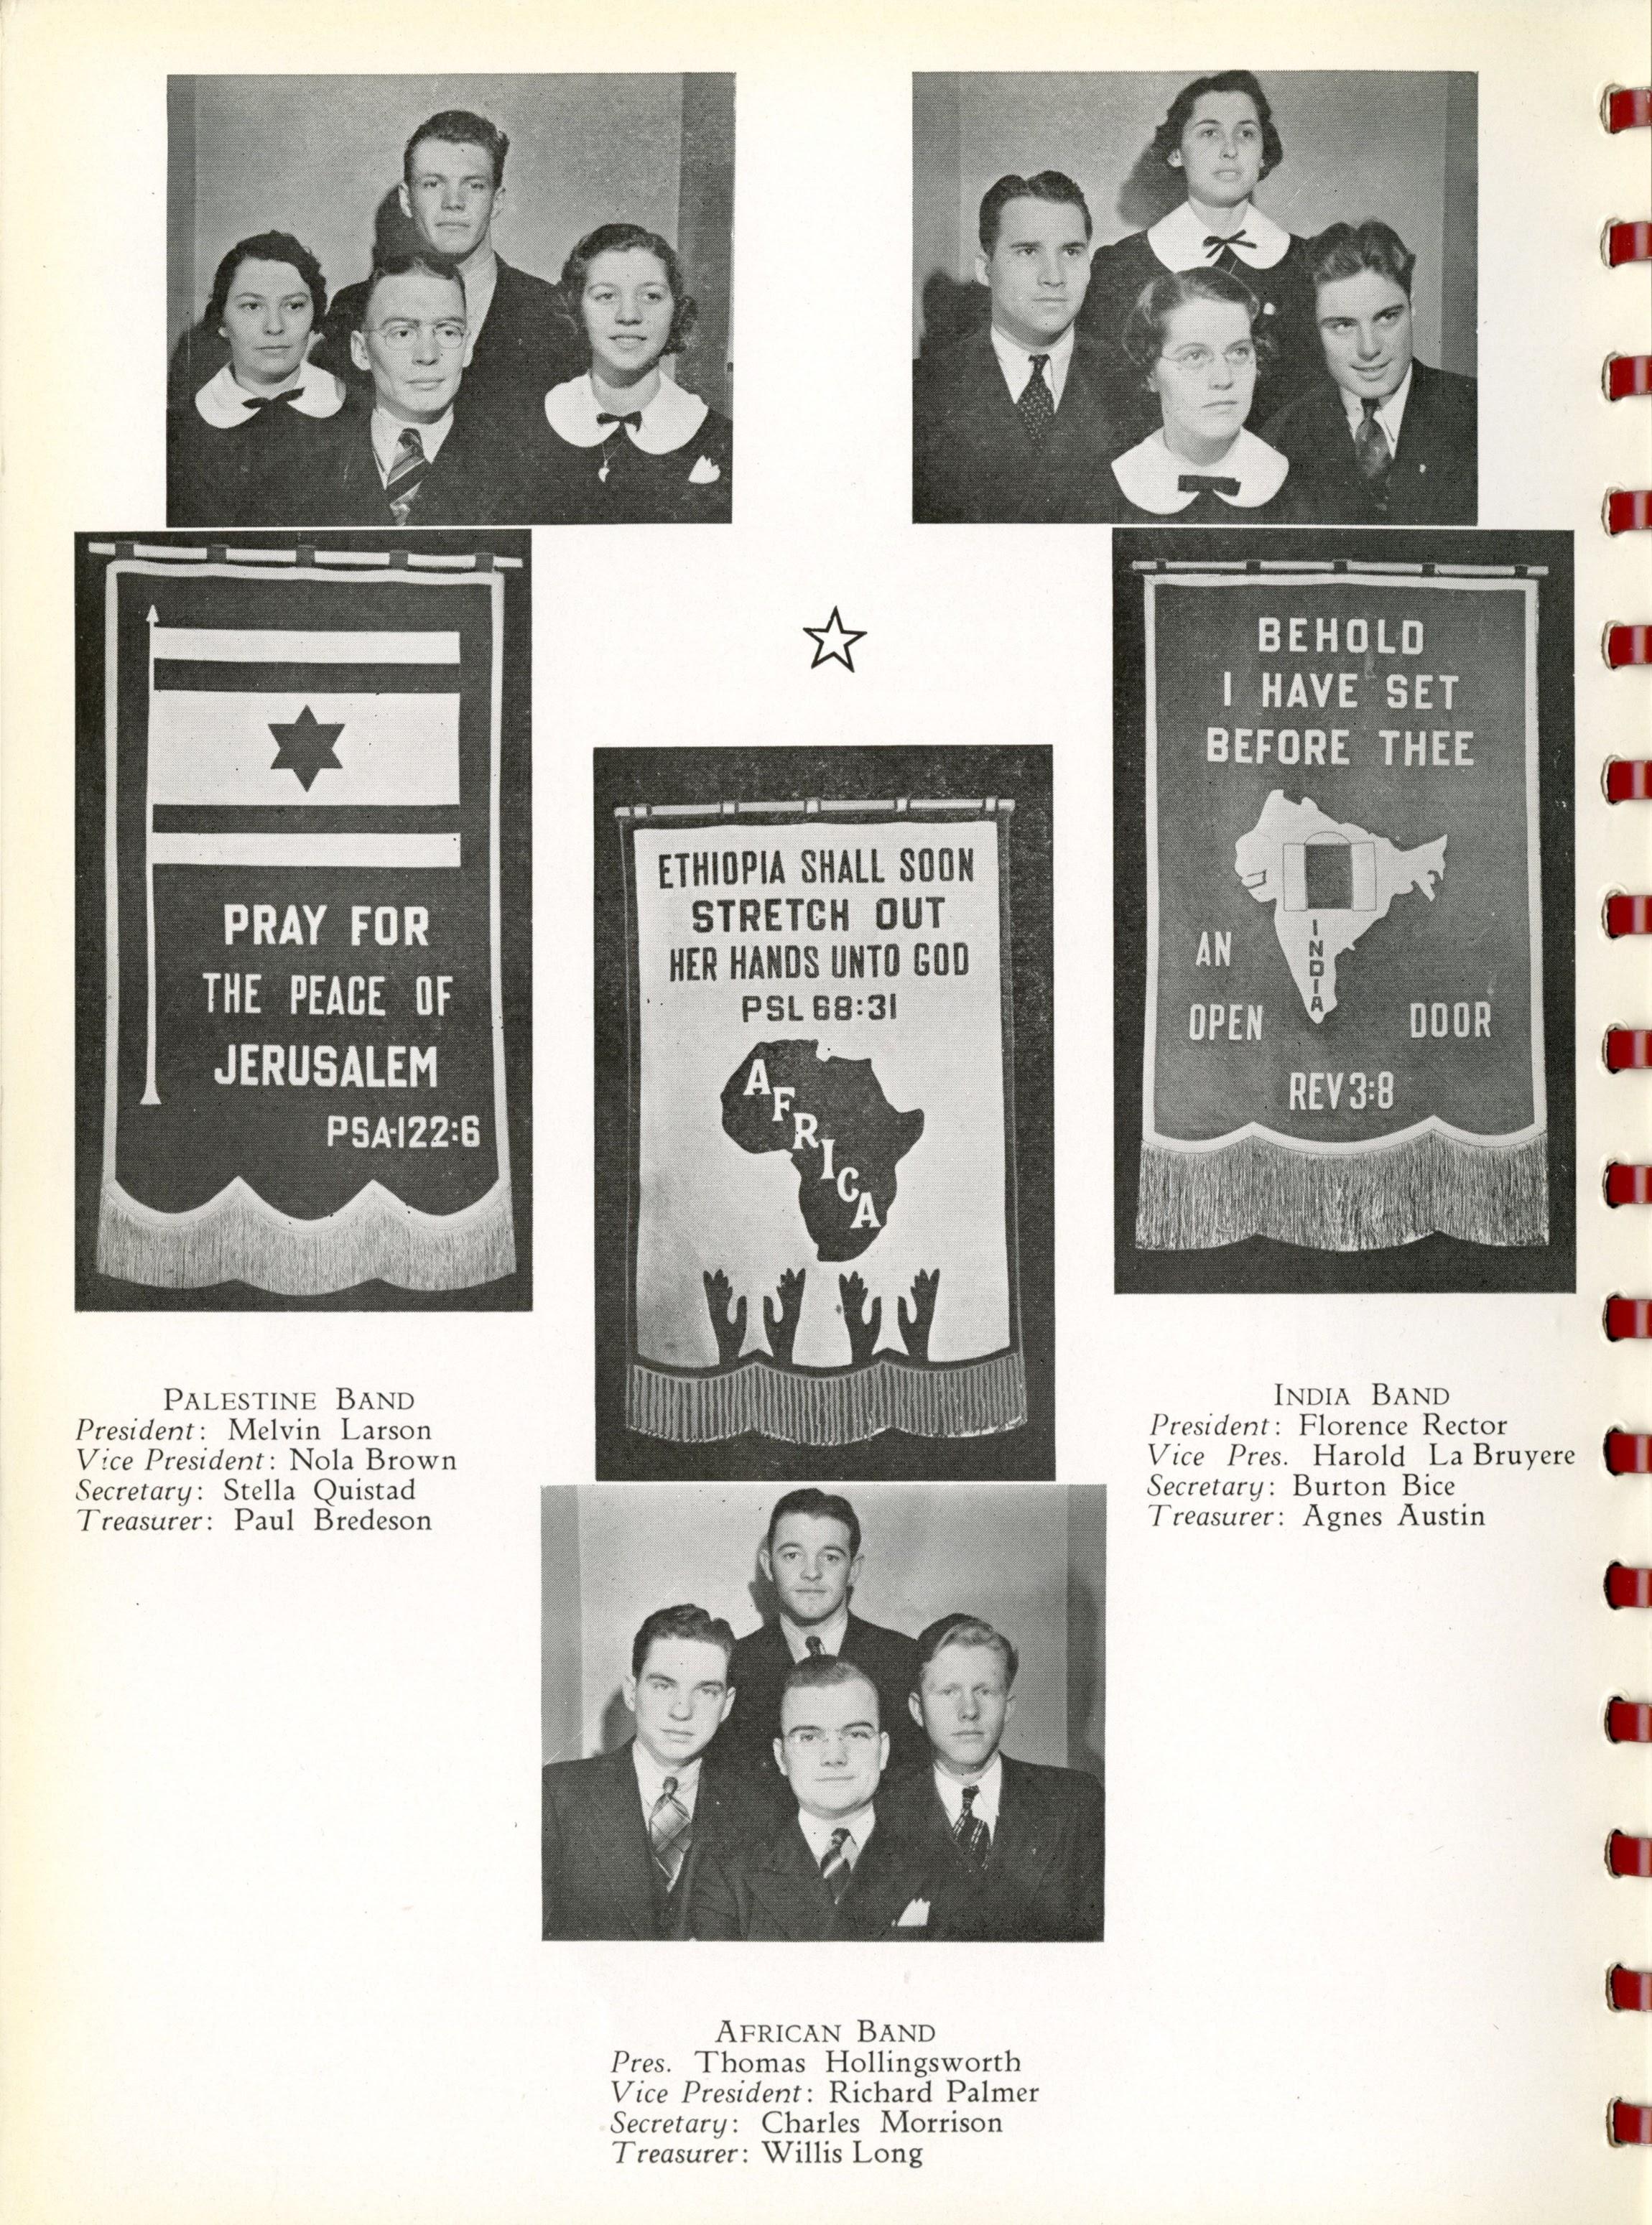 PRAY FOR
THE PEACE OF
JERUSALEM
PSA-122:6
ETHIOPIA SHALL SOON
STRETCH OUT
HER HANDS UNTO GOD
PSL 68:31
AFRICA
BEHOLD
I HAVE SET
BEFORE THEE
INDIA
AN
OPEN DOOR
REV 3:8
PALESTINE BAND
President: Melvin Larson
Vice President: Nola Brown
Secretary: Stella Quistad
Treasurer: Paul Bredeson
INDIA BAND
President: Florence Rector
Vice Pres. Harold La Bruyere
Secretary: Burton Bice
Treasurer: Agnes Austin
AFRICAN BAND
Pres. Thomas Hollingsworth
Vice President: Richard Palmer
Secretary: Charles Morrison
Treasurer: Willis Long